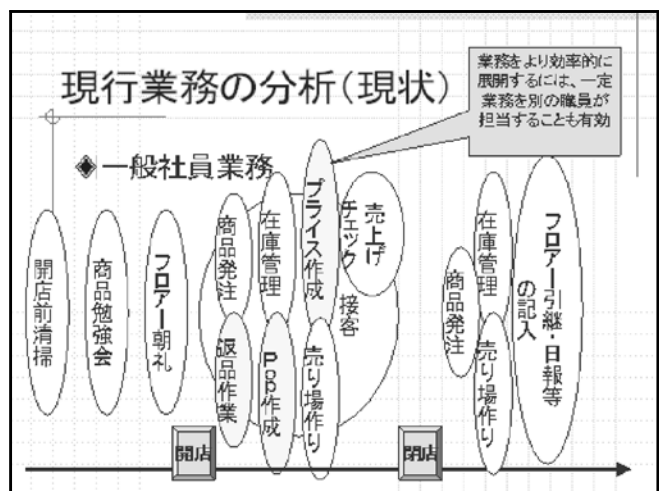 業務をより効率的に
展開するには、一定
業務を別の職員が
担当することも有効
現行業務の分析(現状)
◈一般社員業務
開店前清掃
商品勉強会
フロアー朝礼
商品発注
在庫管理
プライス作成
売上げ
チェック
接客
返品作業
Pop作成
売り場作り
商品発注
在庫管理
売り場作り
フロアー引継・日報等
の記入
開店
閉店